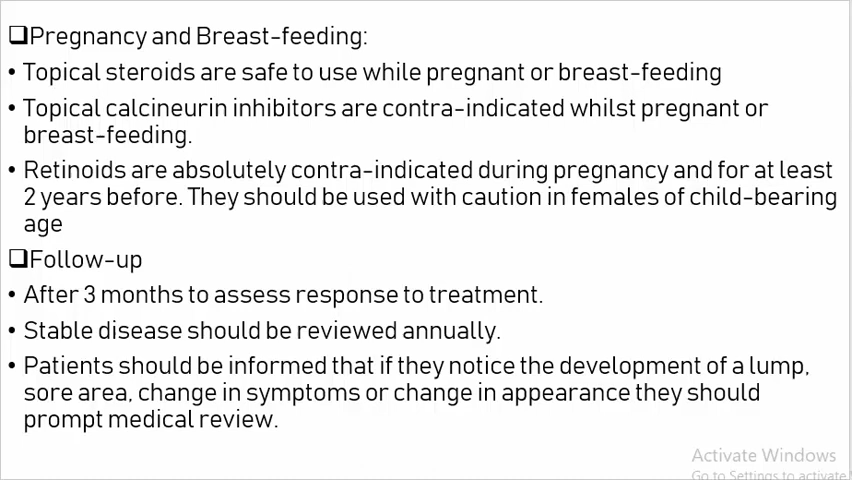 ❑Pregnancy and Breast-feeding:
• Topical steroids are safe to use while pregnant or breast-feeding
• Topical calcineurin inhibitors are contra-indicated whilst pregnant or
breast-feeding.
• Retinoids are absolutely contra-indicated during pregnancy and for at least
2 years before. They should be used with caution in females of child-bearing
age
❑Follow-up
• After 3 months to assess response to treatment.
• Stable disease should be reviewed annually.
• Patients should be informed that if they notice the development of a lump,
sore area, change in symptoms or change in appearance they should
prompt medical review.
Activate Windows
Go to Settings to activate